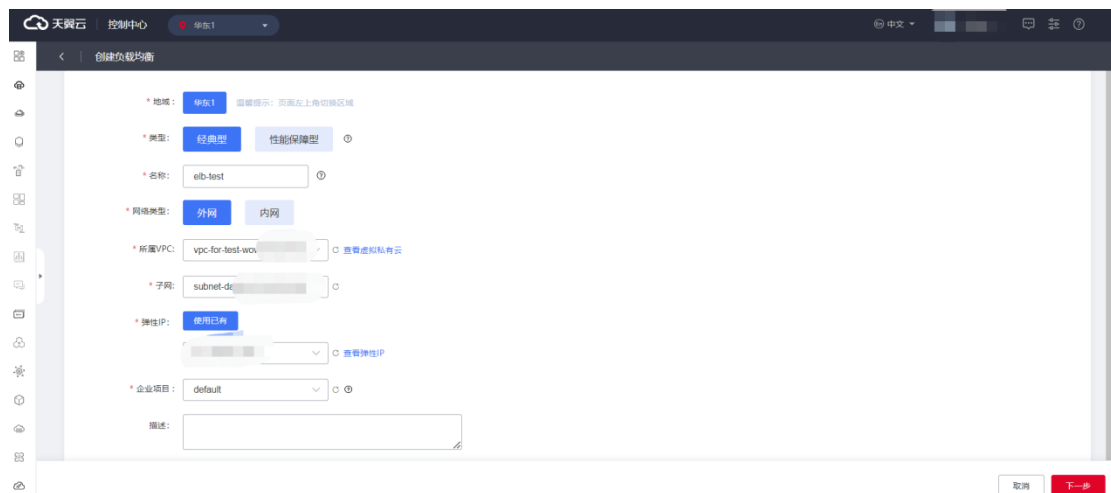 天翼云 控制中心 华东1 中文
创建负载均衡
* 地域： 华东1 温馨提示：页面左上角切换区域
* 类型： 经典型 性能保障型
* 名称： elb-test
* 网络类型： 外网 内网
* 所属VPC: vpc-for-test- 查看虚拟私有云
* 子网:
* 弹性IP: 使用已有
查看弹性IP
* 企业项目： default
描述：
取消 下一步